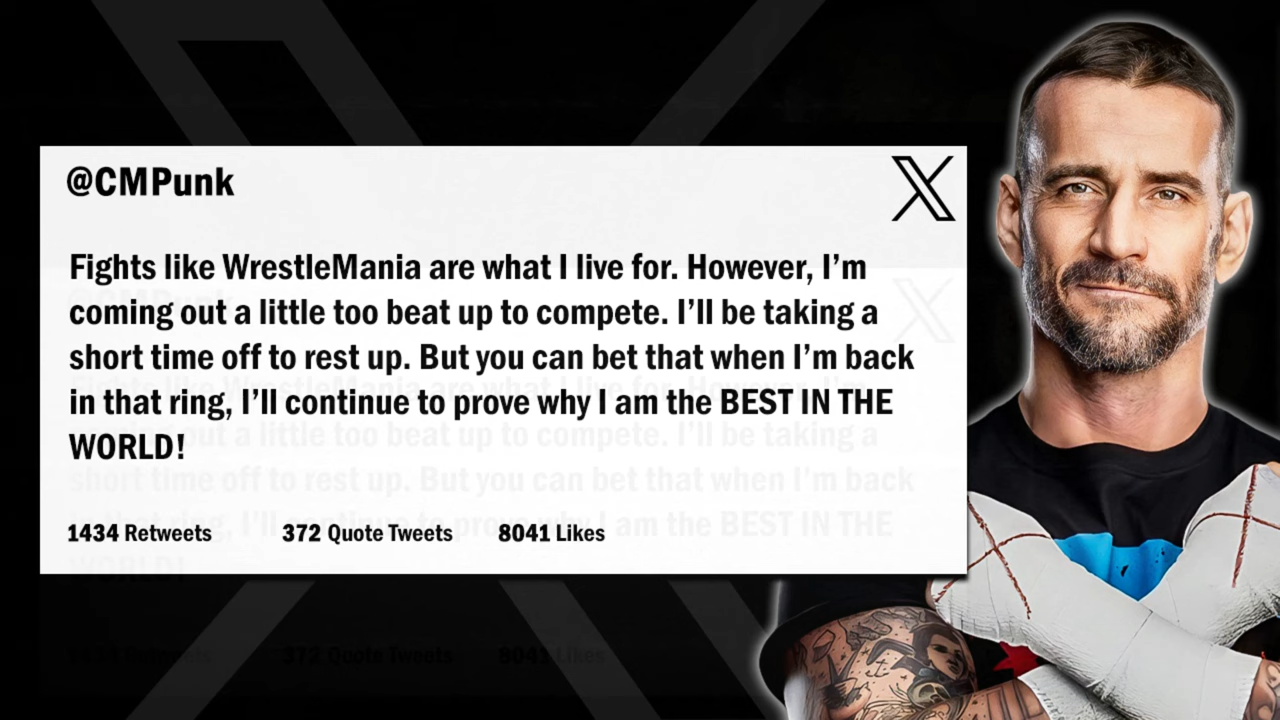 @CMPunk
Fights like WrestleMania are what I live for. However, I'm
coming out a little too beat up to compete. I'll be taking a
short time off to rest up. But you can bet that when I'm back
in that ring, I'll continue to prove why I am the BEST IN THE
WORLD!
1434 Retweets 372 Quote Tweets 8041 Likes